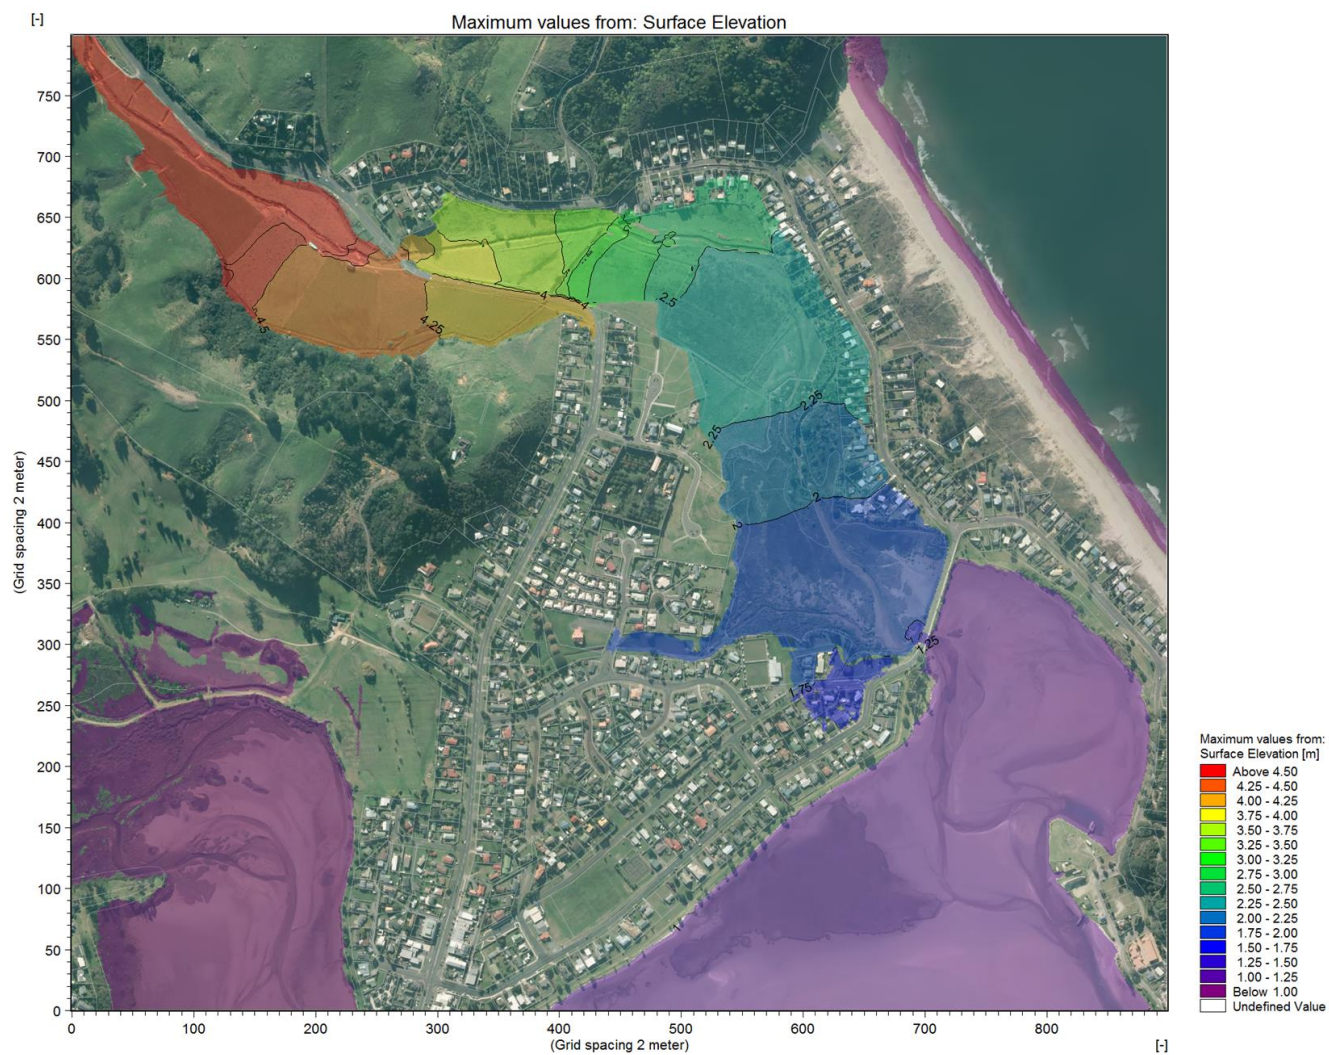 [-]
Maximum values from: Surface Elevation
750
700
650
600
550
500
450
400
350
300
250
200
150
100
50
0
(Grid spacing 2 meter)
4.5
4.25
4
4
2.5
2.25
2.25
2
2
1.25
1.75
1
0
100
200
300
400
500
600
700
800
(Grid spacing 2 meter)
[-]
Maximum values from:
Surface Elevation [m]
Above 4.50
4.25 - 4.50
4.00 - 4.25
3.75 - 4.00
3.50 - 3.75
3.25 - 3.50
3.00 - 3.25
2.75 - 3.00
2.50 - 2.75
2.25 - 2.50
2.00 - 2.25
1.75 - 2.00
1.50 - 1.75
1.25 - 1.50
1.00 - 1.25
Below 1.00
Undefined Value